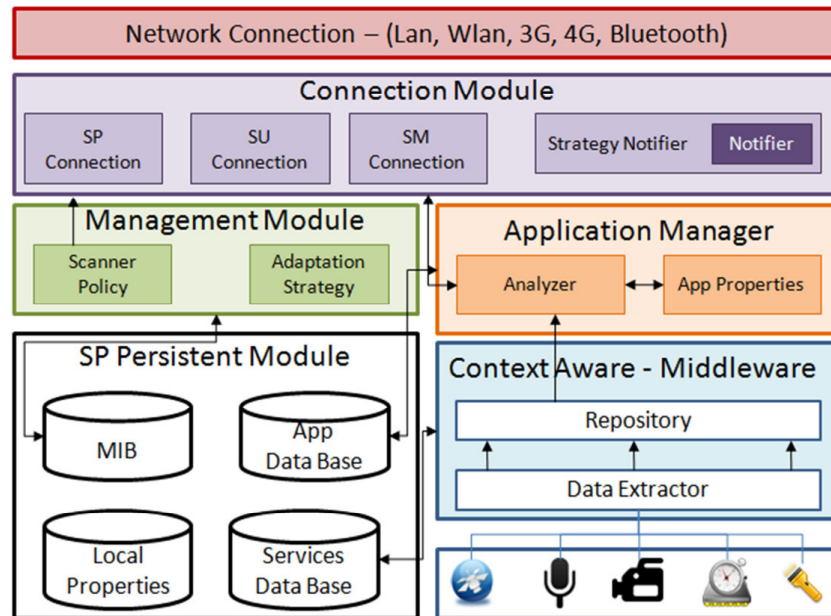 Network Connection – (Lan, Wlan, 3G, 4G, Bluetooth)
Connection Module
SP
Connection
SU
Connection
SM
Connection
Strategy Notifier
Notifier
Management Module
Scanner
Policy
Adaptation
Strategy
Application Manager
Analyzer
App Properties
SP Persistent Module
MIB
App
Data Base
Local
Properties
Services
Data Base
Context Aware - Middleware
Repository
Data Extractor